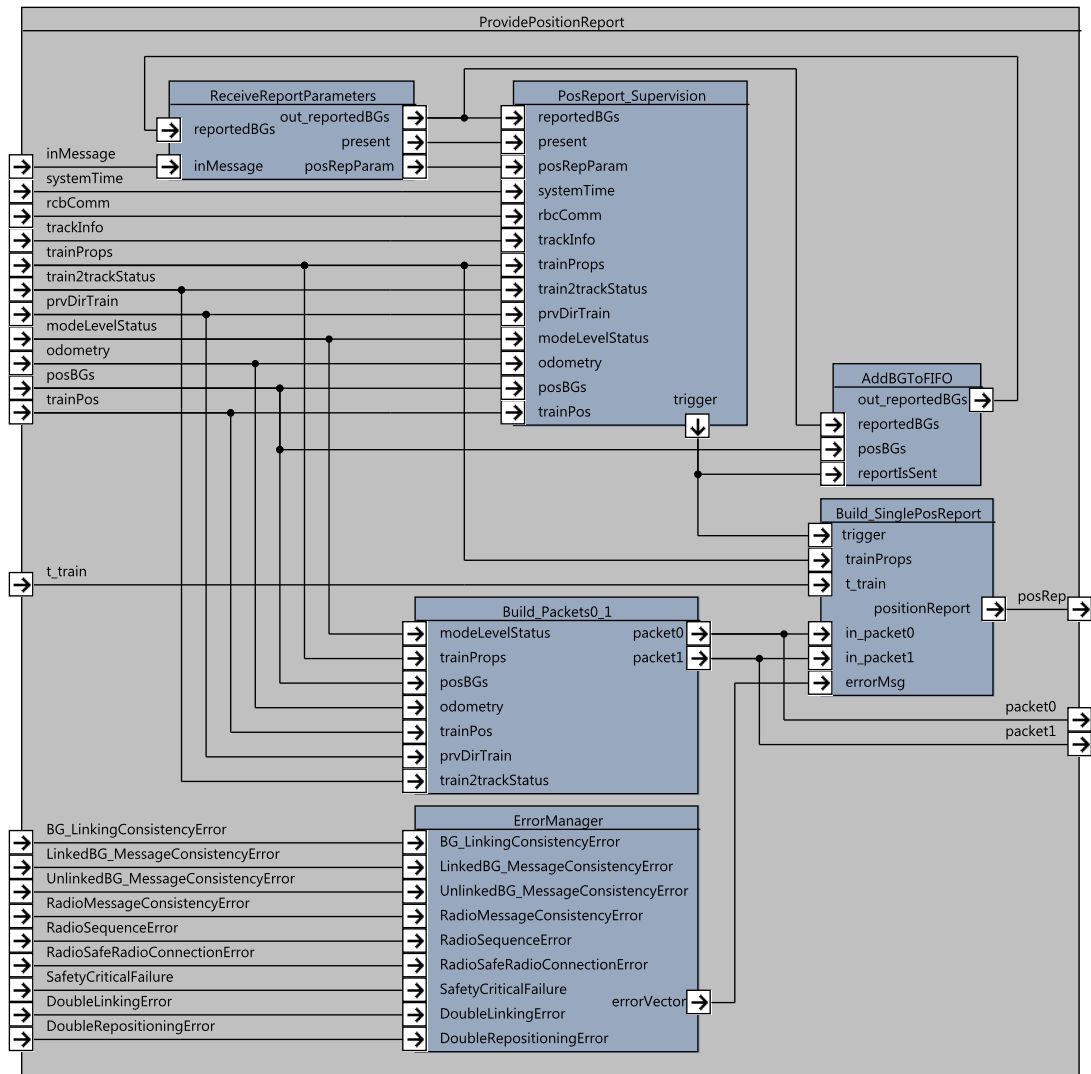 ProvidePositionReport
ReceiveReportParameters
reportedBGs
out_reportedBGs
present
inMessage
posRepParam
PosReport_Supervision
reportedBGs
present
posRepParam
systemTime
rbcComm
trackInfo
trainProps
train2trackStatus
prvDirTrain
modeLevelStatus
odometry
posBGs
trainPos
trigger
inMessage
systemTime
rcbComm
trackInfo
trainProps
train2trackStatus
prvDirTrain
modeLevelStatus
odometry
posBGs
trainPos
AddBGToFIFO
out_reportedBGs
reportedBGs
posBGs
reportIsSent
Build_SinglePosReport
trigger
trainProps
t_train
positionReport
in_packet0
in_packet1
errorMsg
t_train
posRep
packet0
packet1
Build_Packets0_1
modeLevelStatus
trainProps
posBGs
odometry
trainPos
prvDirTrain
train2trackStatus
packet0
packet1
ErrorManager
BG_LinkingConsistencyError
LinkedBG_MessageConsistencyError
UnlinkedBG_MessageConsistencyError
RadioMessageConsistencyError
RadioSequenceError
RadioSafeRadioConnectionError
SafetyCriticalFailure
DoubleLinkingError
DoubleRepositioningError
errorVector
BG_LinkingConsistencyError
LinkedBG_MessageConsistencyError
UnlinkedBG_MessageConsistencyError
RadioMessageConsistencyError
RadioSequenceError
RadioSafeRadioConnectionError
SafetyCriticalFailure
DoubleLinkingError
DoubleRepositioningError